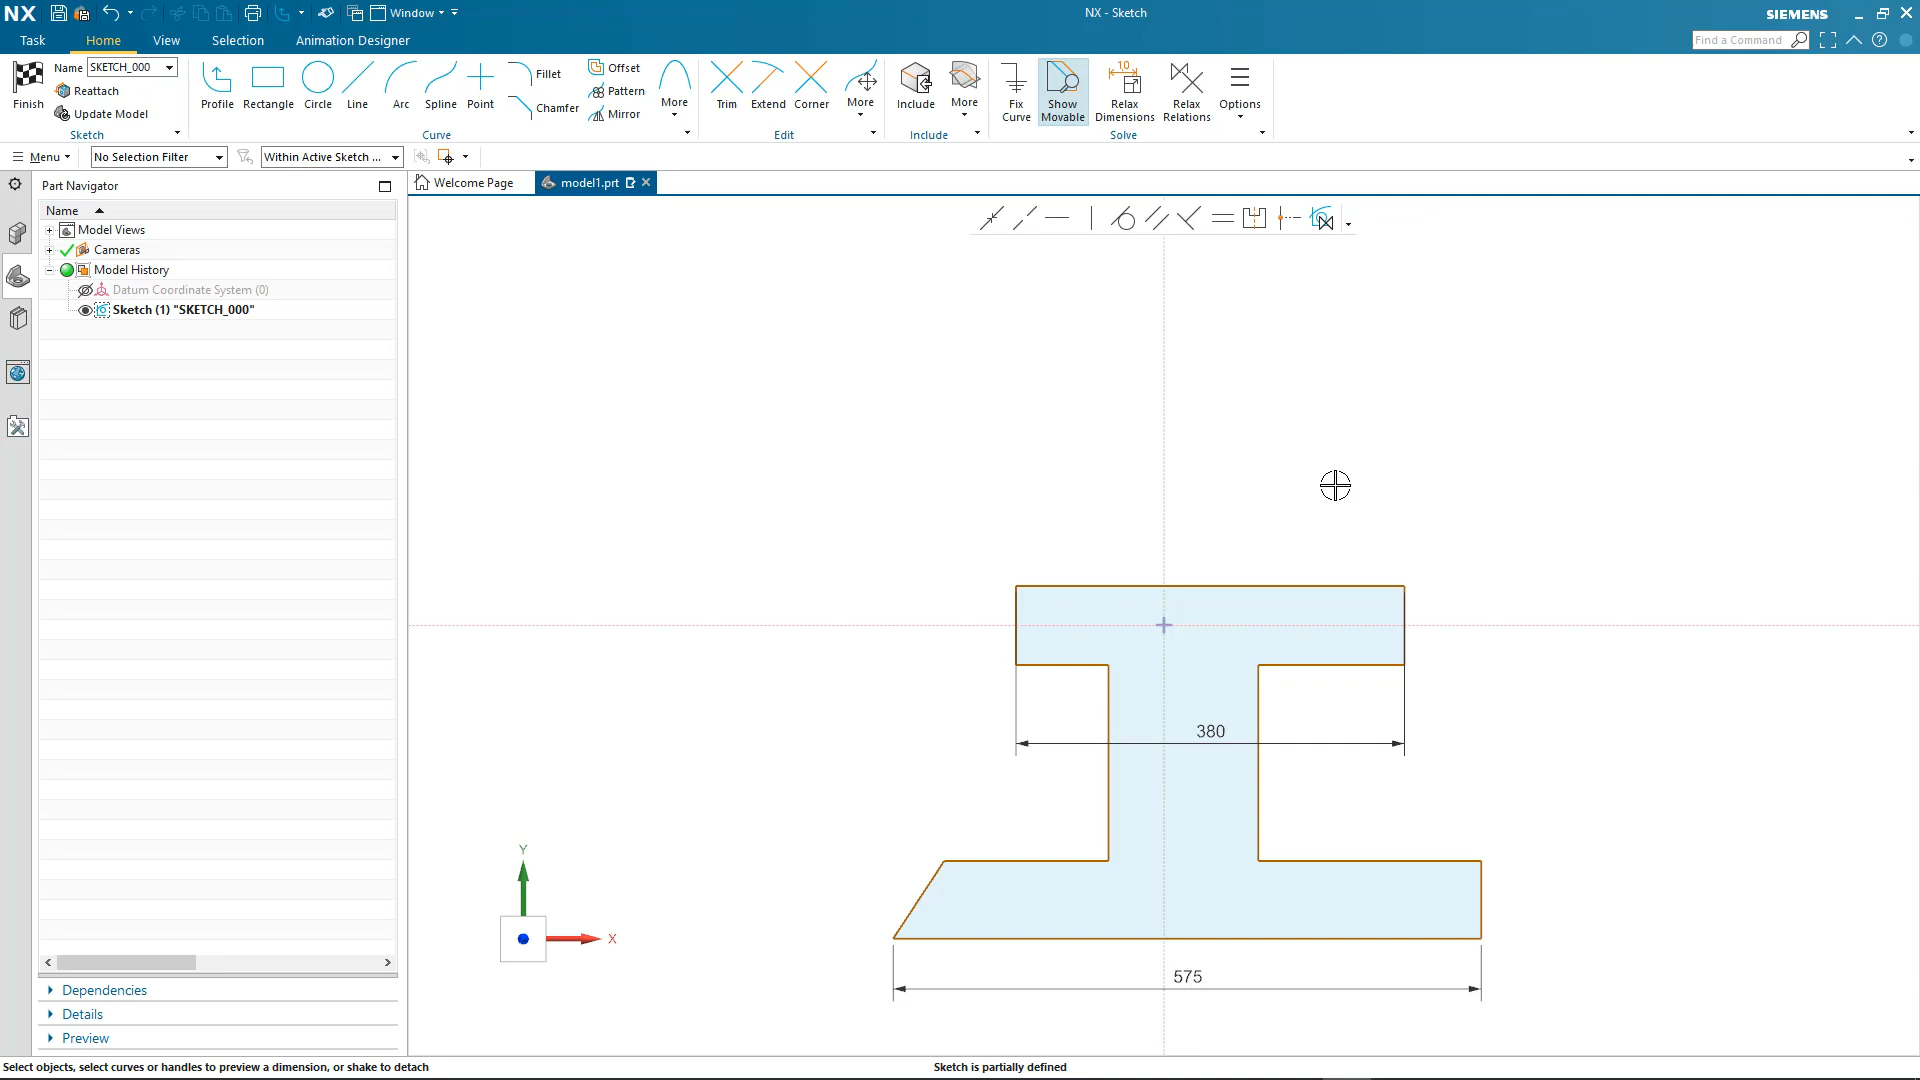 NX
Window
NX - Sketch
SIEMENS
Task
Home
View
Selection
Animation Designer
Find a Command
Finish
Name
SKETCH_000
Reattach
Update Model
Profile
Rectangle
Circle
Line
Arc
Spline
Point
Fillet
Chamfer
Offset
Pattern
Mirror
More
Trim
Extend
Corner
More
Include
More
Fix
Curve
Show
Movable
1,0
Relax
Dimensions
Relax
Relations
Options
Sketch
Curve
Edit
Include
Solve
Menu
No Selection Filter
Within Active Sketch ...
Part Navigator
Welcome Page
model1.prt
Name
Model Views
Cameras
Model History
Datum Coordinate System (0)
Sketch (1) "SKETCH_000"
380
575
Y
X
Dependencies
Details
Preview
Select objects, select curves or handles to preview a dimension, or shake to detach
Sketch is partially defined